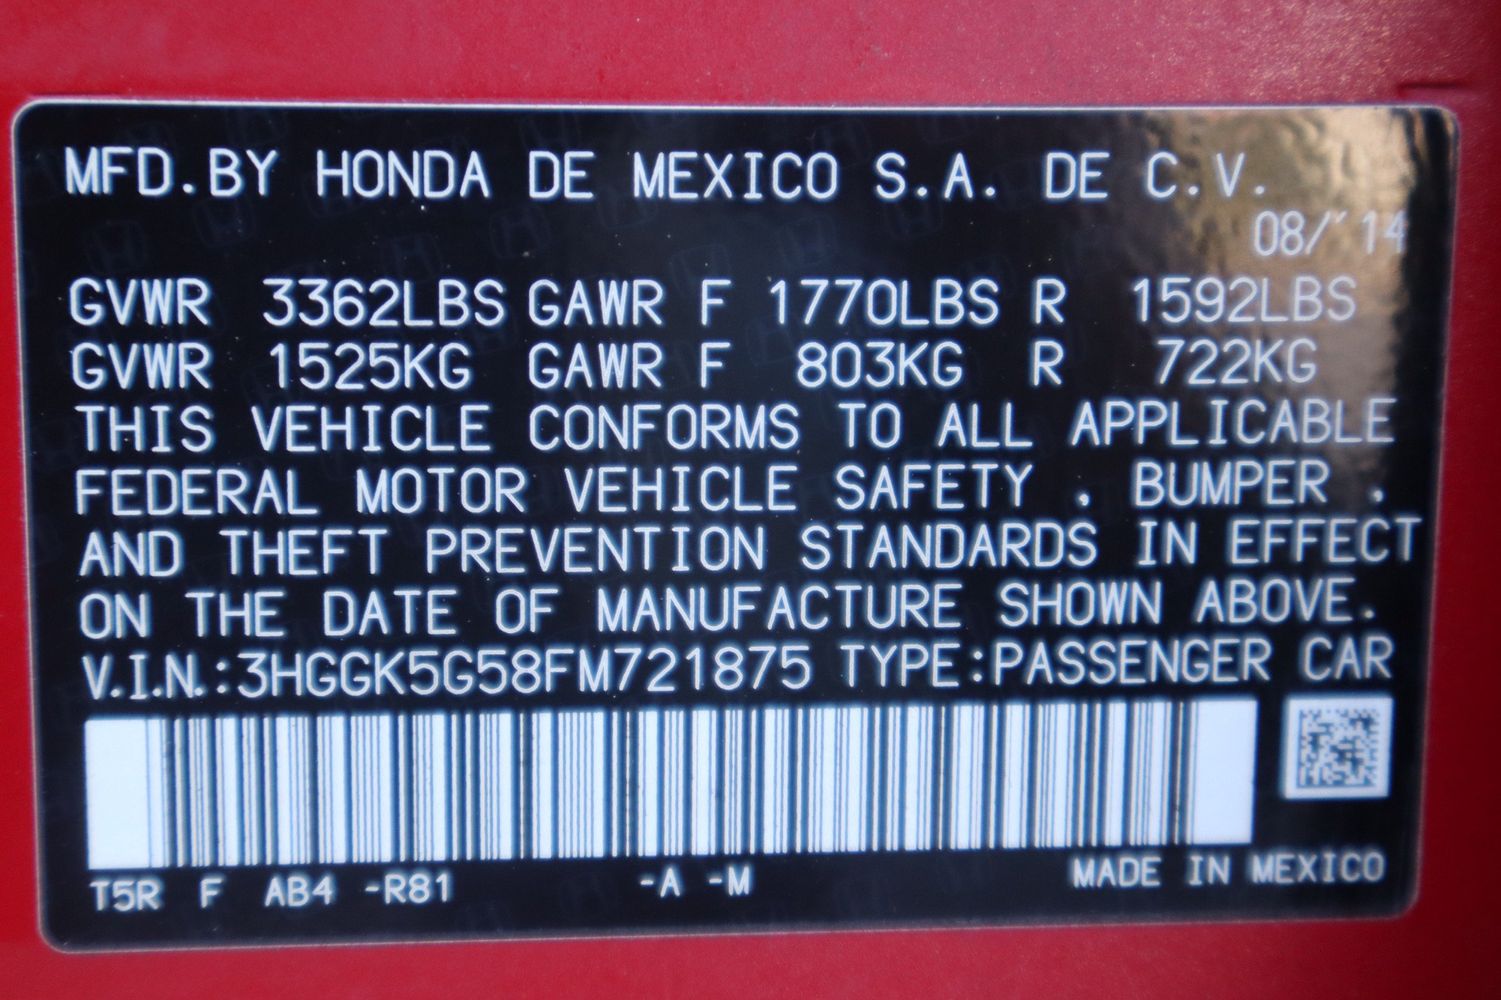 MFD.BY HONDA DE MEXICO S.A. DE C.V.
08/'14
GVWR 3362LBS GAWR F 1770LBS R 1592LBS
GVWR 1525KG GAWR F 803KG R 722KG
THIS VEHICLE CONFORMS TO ALL APPLICABLE
FEDERAL MOTOR VEHICLE SAFETY , BUMPER ,
AND THEFT PREVENTION STANDARDS IN EFFECT
ON THE DATE OF MANUFACTURE SHOWN ABOVE.
V.I.N.:3HGGK5G58FM721875 TYPE:PASSENGER CAR
T5R F AB4 -R81 -A -M MADE IN MEXICO